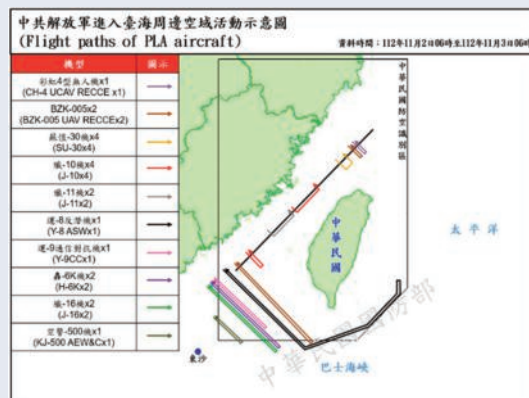 中共解放軍進入臺海周邊空域活動示意圖
(Flight paths of PLA aircraft)
資料時間：112年11月2日06時至112年11月3日06時
機型 圖示
彩虹4型無人機x1
(CH-4 UCAV RECCE x1)
BZK-005x2
(BZK-005 UAV RECCEx2)
蘇愷-30機x4
(SU-30x4)
殲-10機x4
(J-10x4)
殲-11機x2
(J-11x2)
運-8反潛機x1
(Y-8 ASWx1)
運-9通信對抗機x1
(Y-9CCx1)
轟-6K機x2
(H-6Kx2)
殲-16機x2
(J-16x2)
空警-500機x1
(KJ-500 AEW&Cx1)
中華民國防空識別區
中華民國
太平洋
東沙
巴士海峽
中華民國國防部